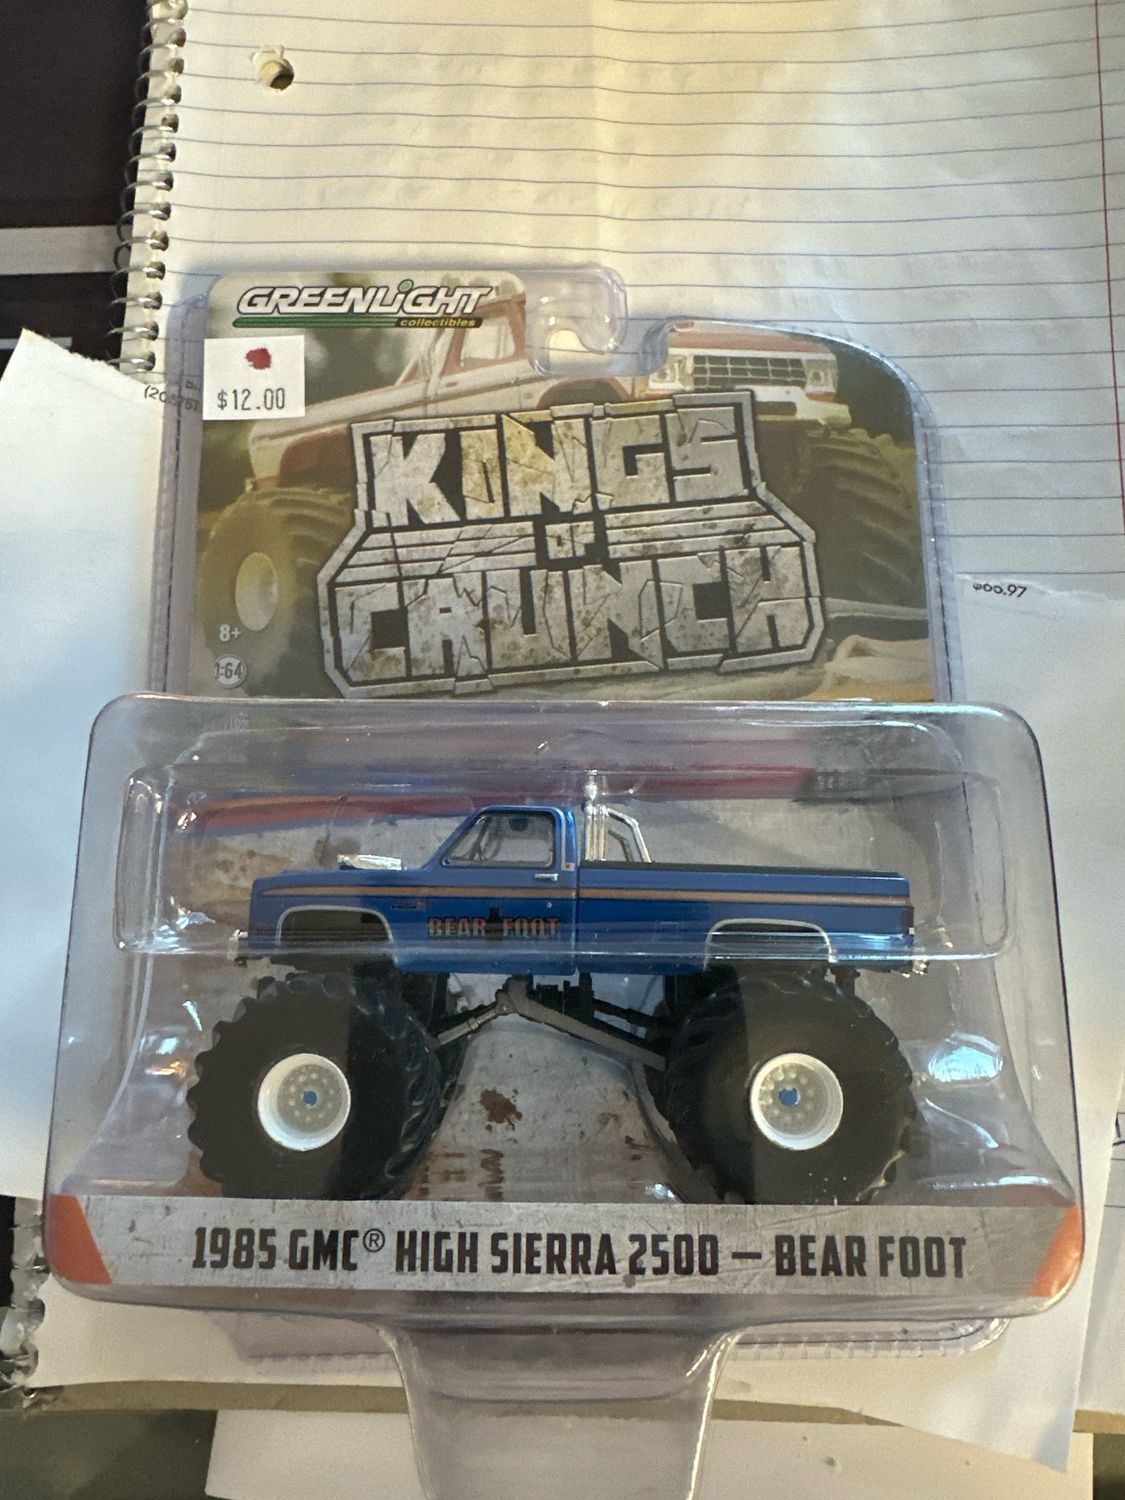 GREENLiGHT
collectibles
$12.00
KINGS
OF
CRUNCH
8+
1:64
BEAR FOOT
1985 GMC® HIGH SIERRA 2500 – BEAR FOOT